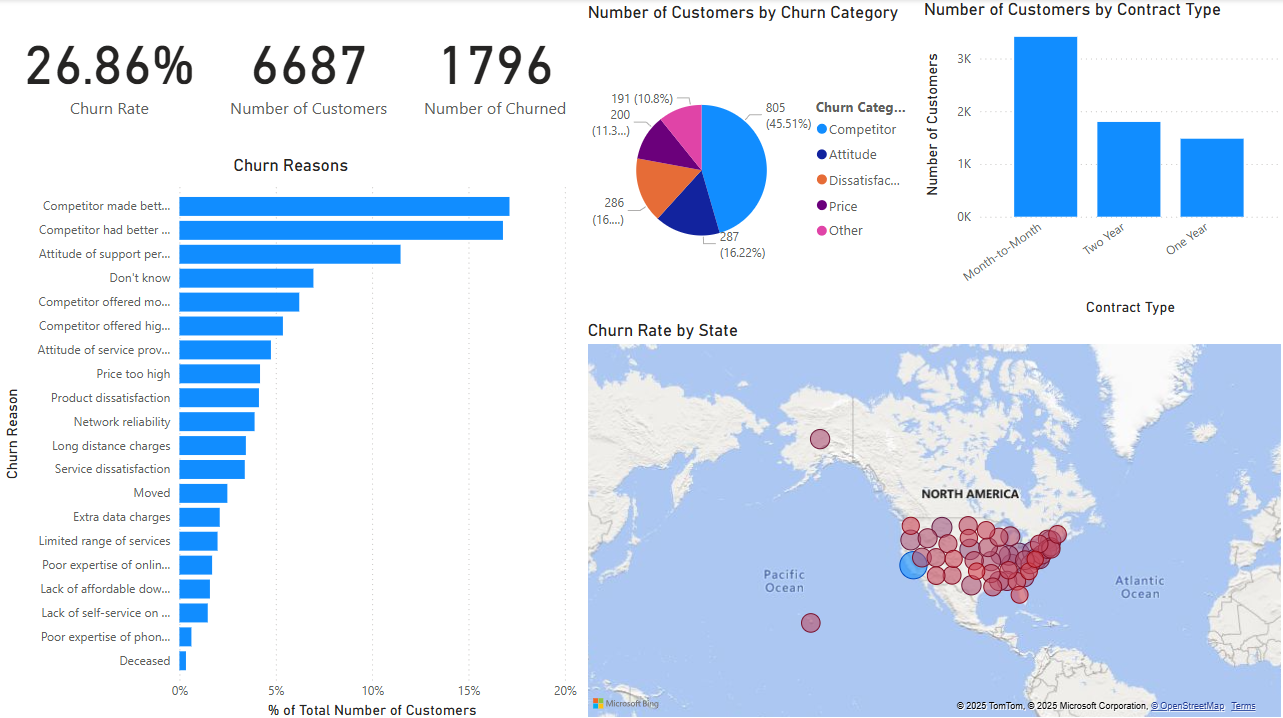 26.86%
Churn Rate
6687
Number of Customers
1796
Number of Churned
Churn Reasons
Churn Reason
Competitor made bett...
Competitor had better ...
Attitude of support per...
Don't know
Competitor offered mo...
Competitor offered hig...
Attitude of service prov...
Price too high
Product dissatisfaction
Network reliability
Long distance charges
Service dissatisfaction
Moved
Extra data charges
Limited range of services
Poor expertise of onlin...
Lack of affordable dow...
Lack of self-service on ...
Poor expertise of phon...
Deceased
0%
5%
10%
15%
20%
% of Total Number of Customers
Number of Customers by Churn Category
191 (10.8%)
200
(11.3...)
286
(16....)
805
(45.51%)
287
(16.22%)
Churn Categ...
Competitor
Attitude
Dissatisfac...
Price
Other
Number of Customers by Contract Type
Number of Customers
3K
2K
1K
0K
Month-to-Month
Two Year
One Year
Contract Type
Churn Rate by State
NORTH AMERICA
Pacific
Ocean
Atlantic
Ocean
Microsoft Bing
© 2025 TomTom, © 2025 Microsoft Corporation, © OpenStreetMap Terms